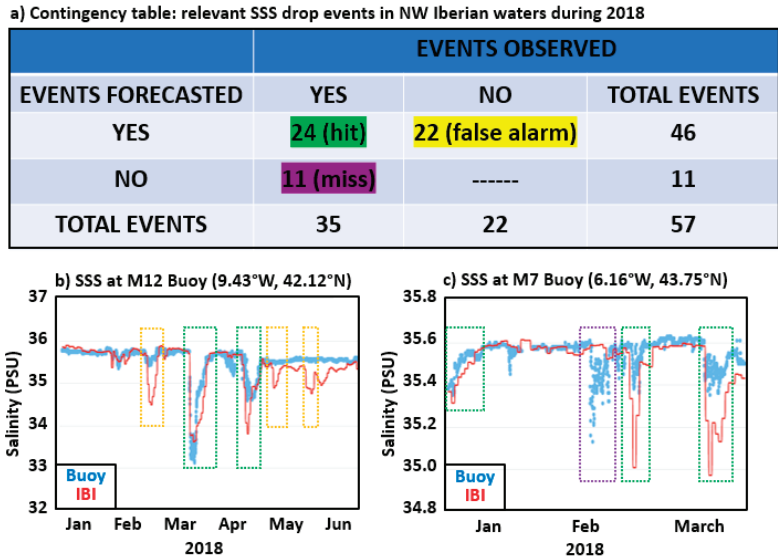 a) Contingency table: relevant SSS drop events in NW Iberian waters during 2018
EVENTS OBSERVED
EVENTS FORECASTED YES NO TOTAL EVENTS
YES 24 (hit) 22 (false alarm) 46
NO 11 (miss) ------ 11
TOTAL EVENTS 35 22 57
b) SSS at M12 Buoy (9.43°W, 42.12°N)
37
36
35
34
33
32
Salinity (PSU)
Buoy
IBI
Jan Feb Mar Apr May Jun
2018
c) SSS at M7 Buoy (6.16°W, 43.75°N)
35.8
35.6
35.4
35.2
35.0
34.8
Salinity (PSU)
Buoy
IBI
Jan Feb March
2018